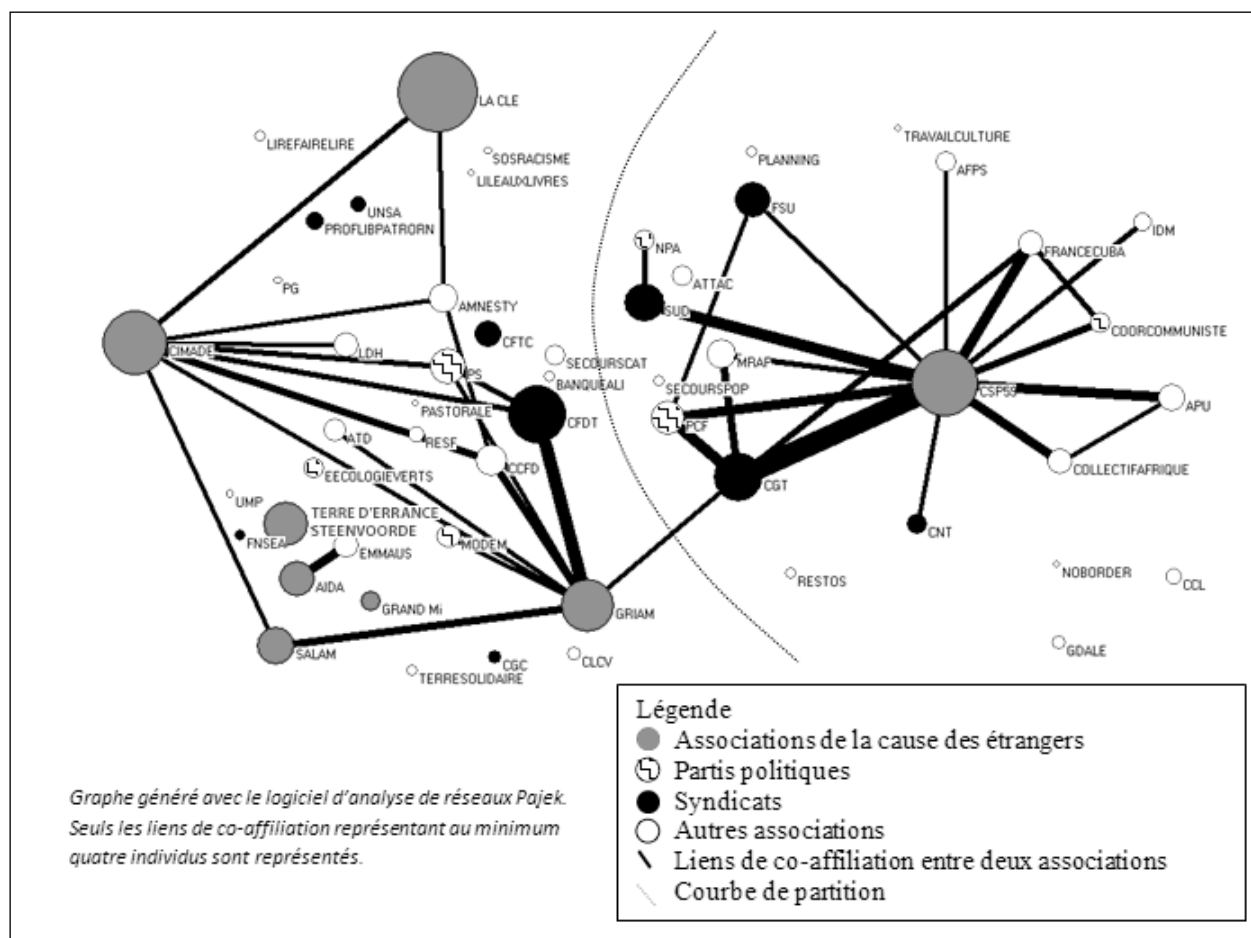 LA CLE
LIREFAIRELIRE
SOSRACISME
LILEAUXLIVRES
UNSA
PROFLIBPATRORN
PG
AMNESTY
CIMADE
LDH
CFTC
PS
SECOURSCAT
BANQUEALI
PASTORALE
CFDT
ATD
RESF
CCFD
EECOLOGIEVERTS
UMP
TERRE D'ERRANCE
STEENVOORDE
FNSEA
EMMAUS
MODEM
AIDA
GRAND Mi
GRIAM
SALAM
CGC
CLCV
TERRESOLIDAIRE
TRAVAILCULTURE
PLANNING
AFPS
FSU
IDM
NPA
FRANCECUBA
ATTAC
SUD
COORCOMMUNISTE
MRAP
SECOURSPOP
CSPS59
APU
PCF
COLLECTIFAFRIQUE
CGT
CNT
RESTOS
NOBORDER
CCL
GDALE
Légende
Associations de la cause des étrangers
Partis politiques
Syndicats
Autres associations
Liens de co-affiliation entre deux associations
Courbe de partition
Graphe généré avec le logiciel d'analyse de réseaux Pajek.
Seuls les liens de co-affiliation représentant au minimum
quatre individus sont représentés.